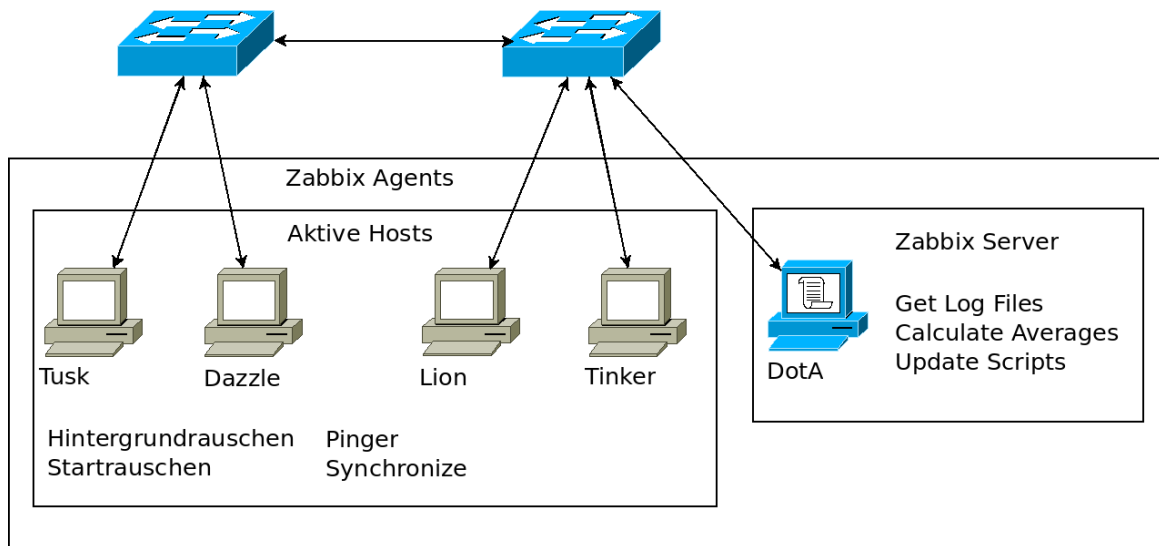 Zabbix Agents
Aktive Hosts
Tusk
Dazzle
Lion
Tinker
Hintergrundrauschen
Startrauschen
Pinger
Synchronize
Zabbix Server
Get Log Files
Calculate Averages
Update Scripts
DotA